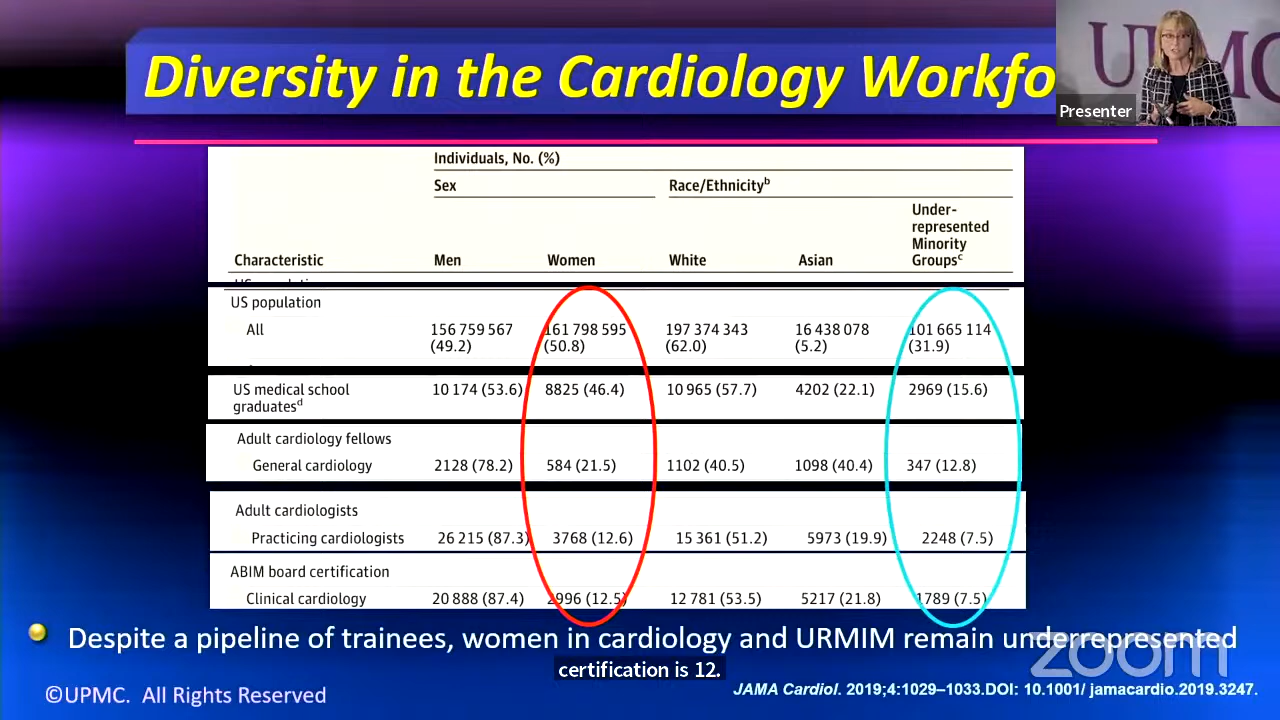 Diversity in the Cardiology Workfo
UPMC
Presenter
Individuals, No. (%)
Sex Race/Ethnicityb
Under-
represented
Minority
Characteristic Men Women White Asian Groupsc
US population
All 156 759 567 161 798 595 197 374 343 16 438 078 101 665 114
(49.2) (50.8) (62.0) (5.2) (31.9)
US medical school 10 174 (53.6) 8825 (46.4) 10 965 (57.7) 4202 (22.1) 2969 (15.6)
graduatesd
Adult cardiology fellows
General cardiology 2128 (78.2) 584 (21.5) 1102 (40.5) 1098 (40.4) 347 (12.8)
Adult cardiologists
Practicing cardiologists 26 215 (87.3) 3768 (12.6) 15 361 (51.2) 5973 (19.9) 2248 (7.5)
ABIM board certification
Clinical cardiology 20 888 (87.4) 2996 (12.5) 12 781 (53.5) 5217 (21.8) 1789 (7.5)
Despite a pipeline of trainees, women in cardiology and URMIM remain underrepresented
zoom
certification is 12.
©UPMC. All Rights Reserved
JAMA Cardiol. 2019;4:1029–1033.DOI: 10.1001/ jamacardio.2019.3247.